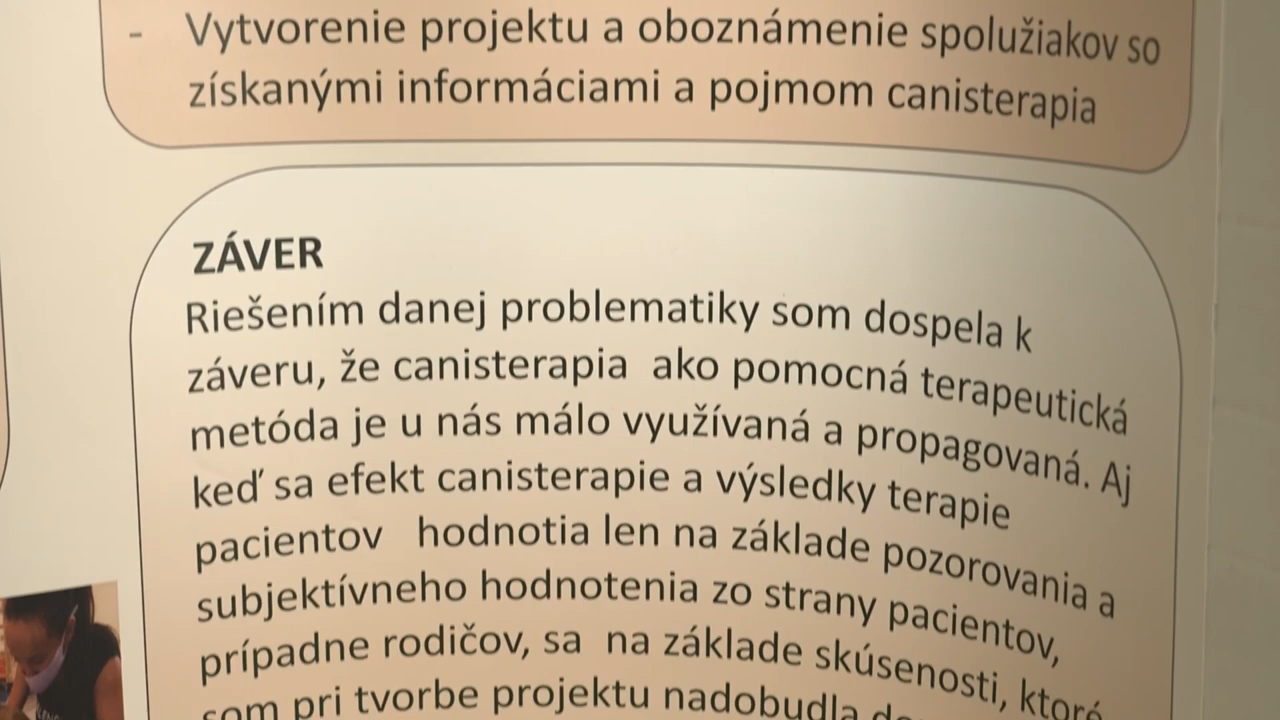 - Vytvorenie projektu a oboznámenie spolužiakov so
získanými informáciami a pojmom canisterapia
ZÁVER
Riešením danej problematiky som dospela k
záveru, že canisterapia ako pomocná terapeutická
metóda je u nás málo využívaná a propagovaná. Aj
keď sa efekt canisterapie a výsledky terapie
pacientov hodnotia len na základe pozorovania a
subjektívneho hodnotenia zo strany pacientov,
prípadne rodičov, sa na základe skúsenosti, ktoré
som pri tvorbe projektu nadobudla